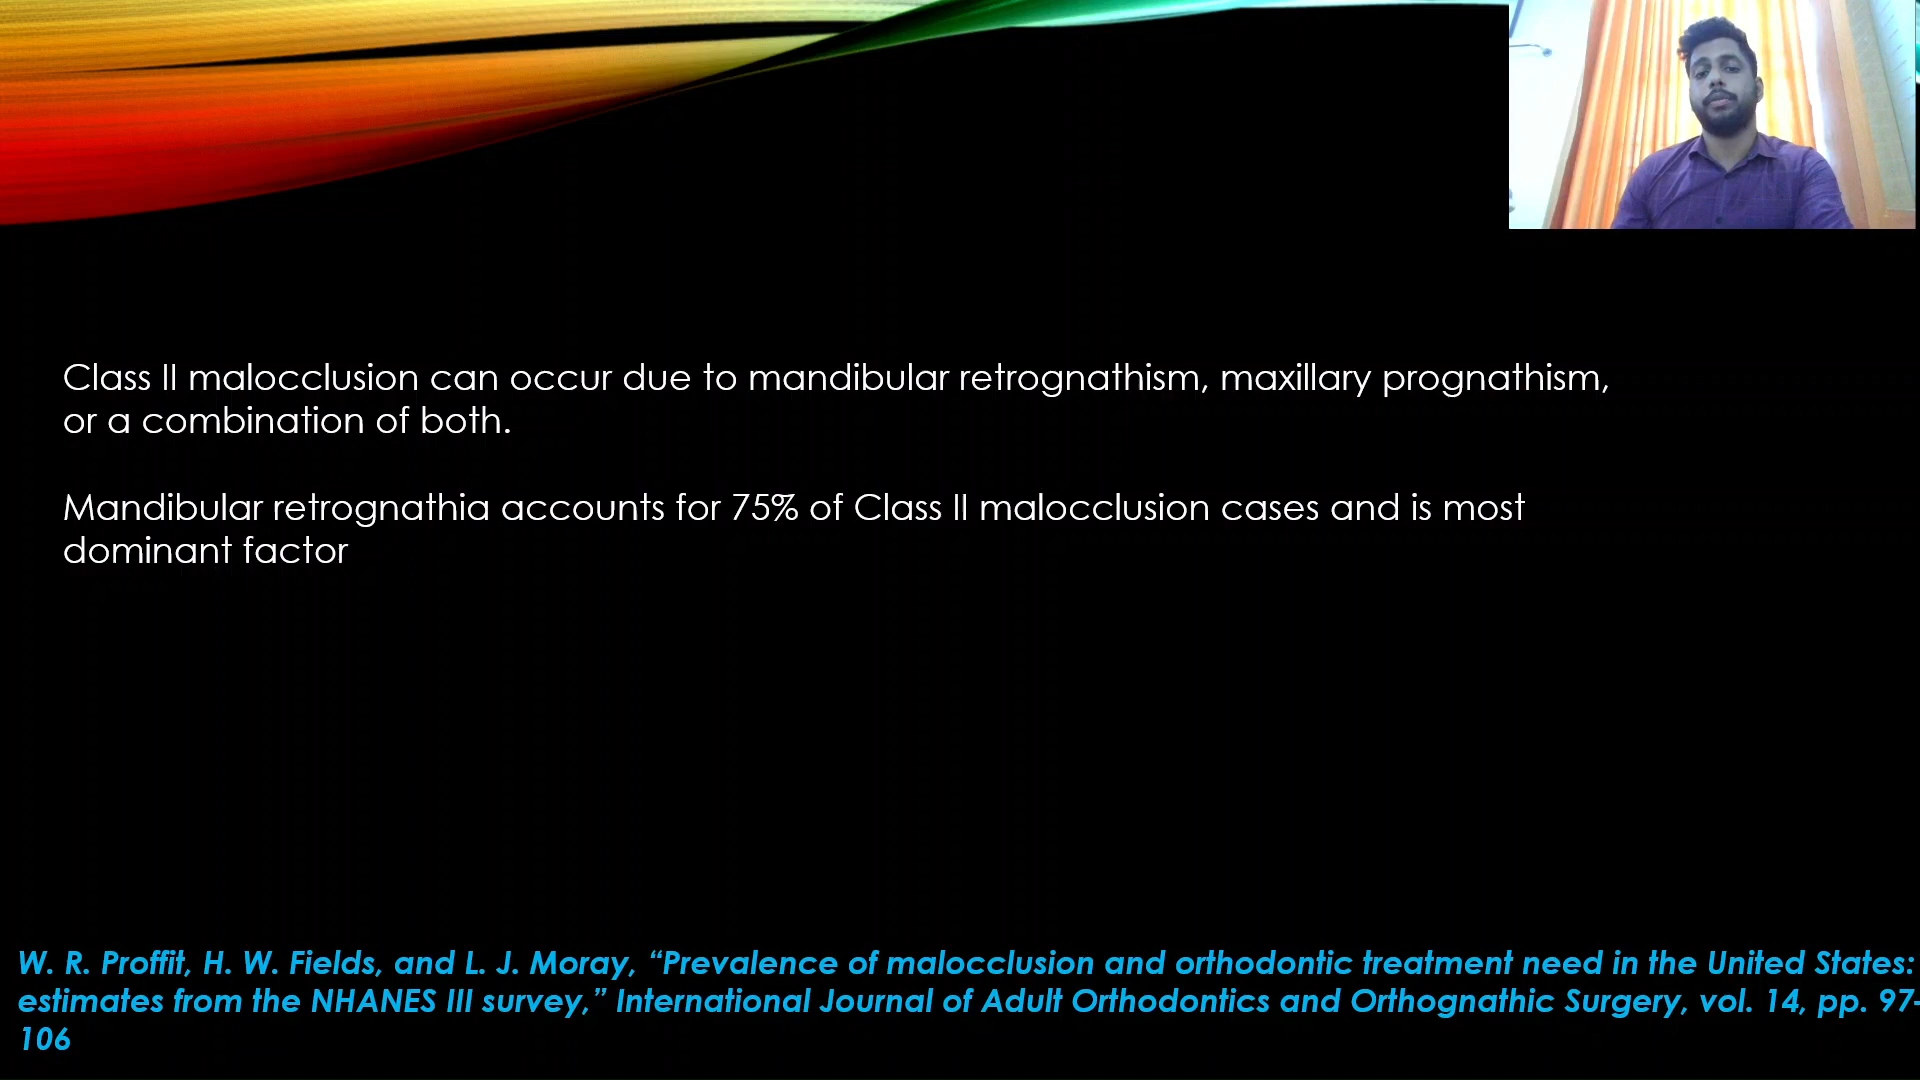 Class II malocclusion can occur due to mandibular retrognathism, maxillary prognathism,
or a combination of both.
Mandibular retrognathia accounts for 75% of Class II malocclusion cases and is most
dominant factor
W. R. Proffit, H. W. Fields, and L. J. Moray, “Prevalence of malocclusion and orthodontic treatment need in the United States:
estimates from the NHANES III survey,” International Journal of Adult Orthodontics and Orthognathic Surgery, vol. 14, pp. 97-
106